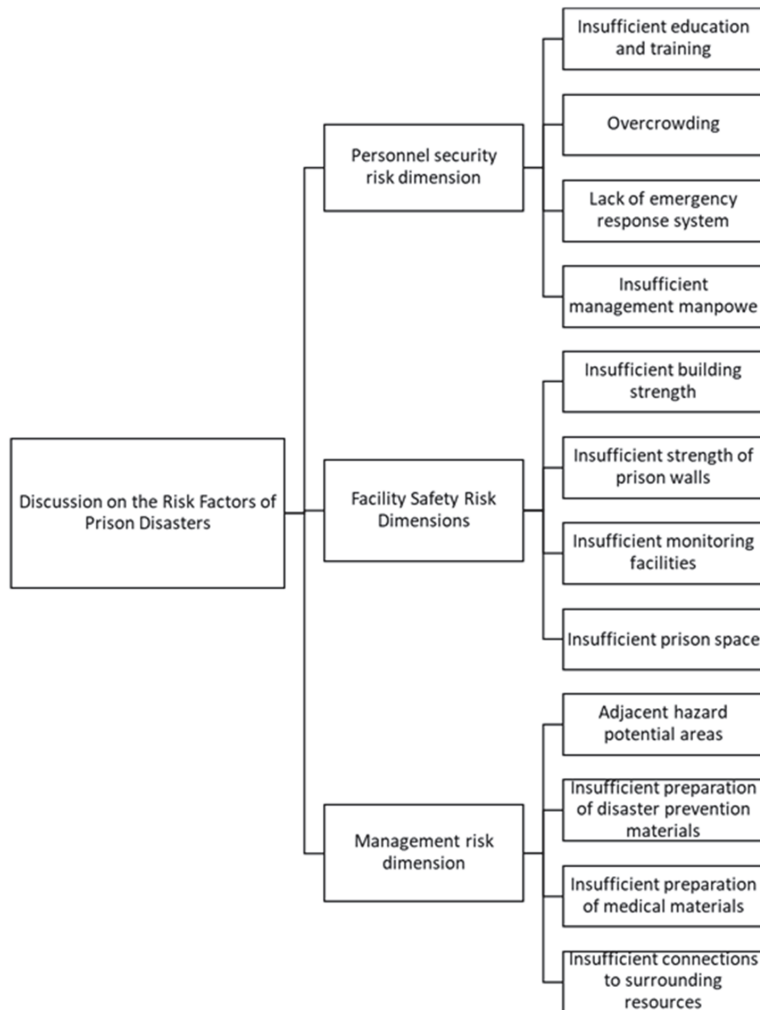 Discussion on the Risk Factors of
Prison Disasters
Personnel security
risk dimension
Insufficient education
and training
Overcrowding
Lack of emergency
response system
Insufficient
management manpowe
Facility Safety Risk
Dimensions
Insufficient building
strength
Insufficient strength of
prison walls
Insufficient monitoring
facilities
Insufficient prison space
Management risk
dimension
Adjacent hazard
potential areas
Insufficient preparation
of disaster prevention
materials
Insufficient preparation
of medical materials
Insufficient connections
to surrounding
resources